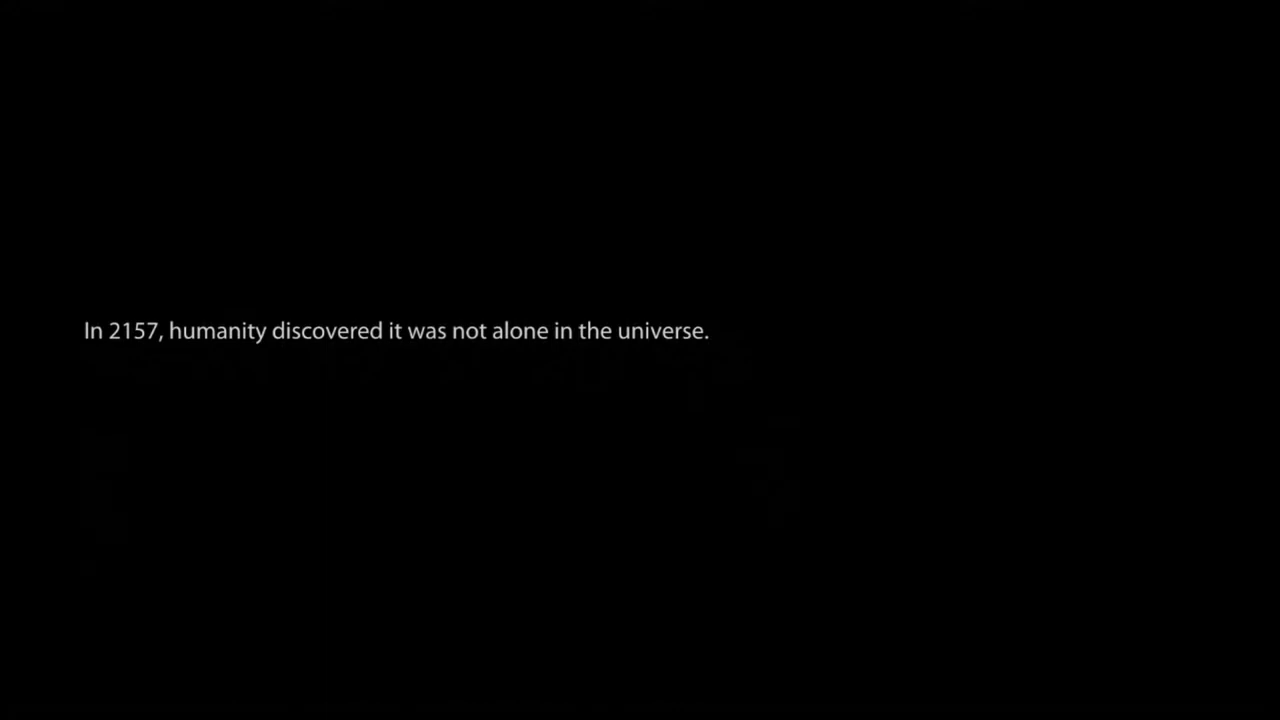 In 2157, humanity discovered it was not alone in the universe.